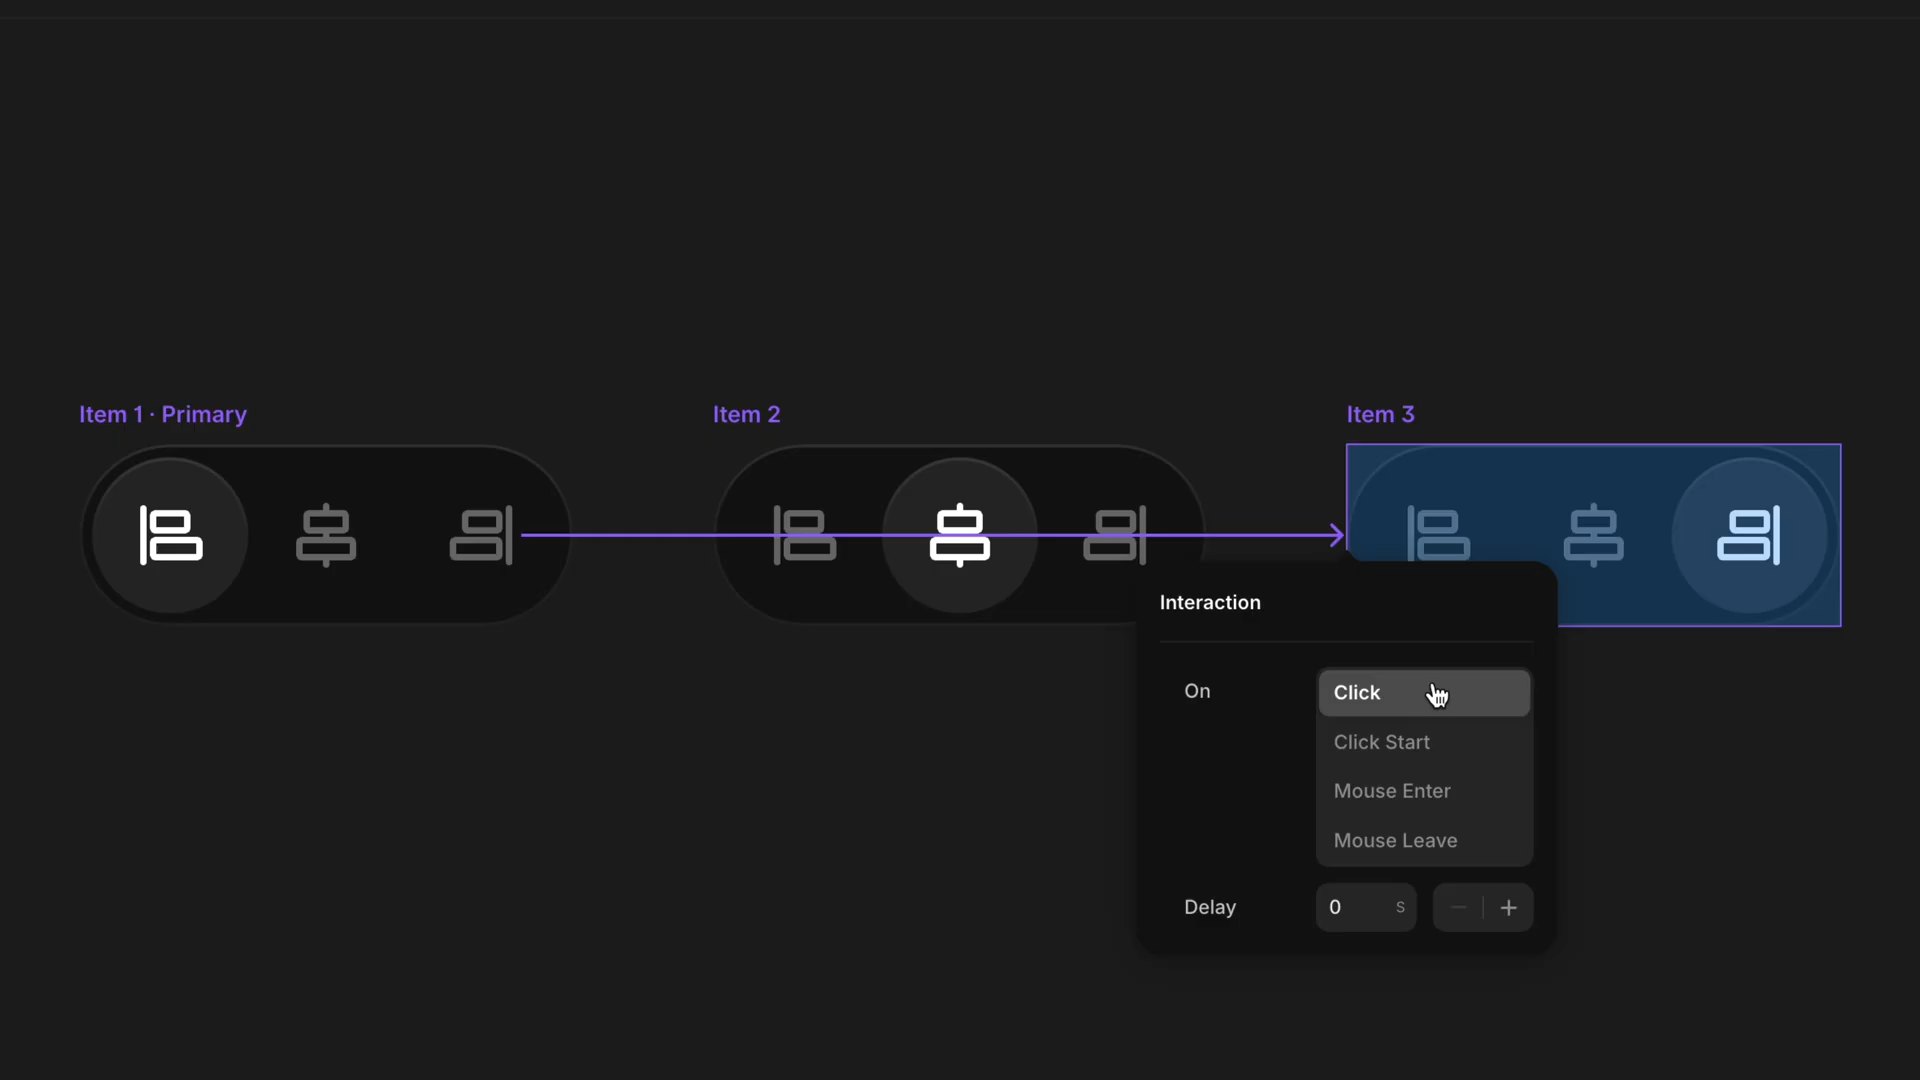 Item 1 · Primary
Item 2
Item 3
Interaction
On
Click
Click Start
Mouse Enter
Mouse Leave
Delay
0 s